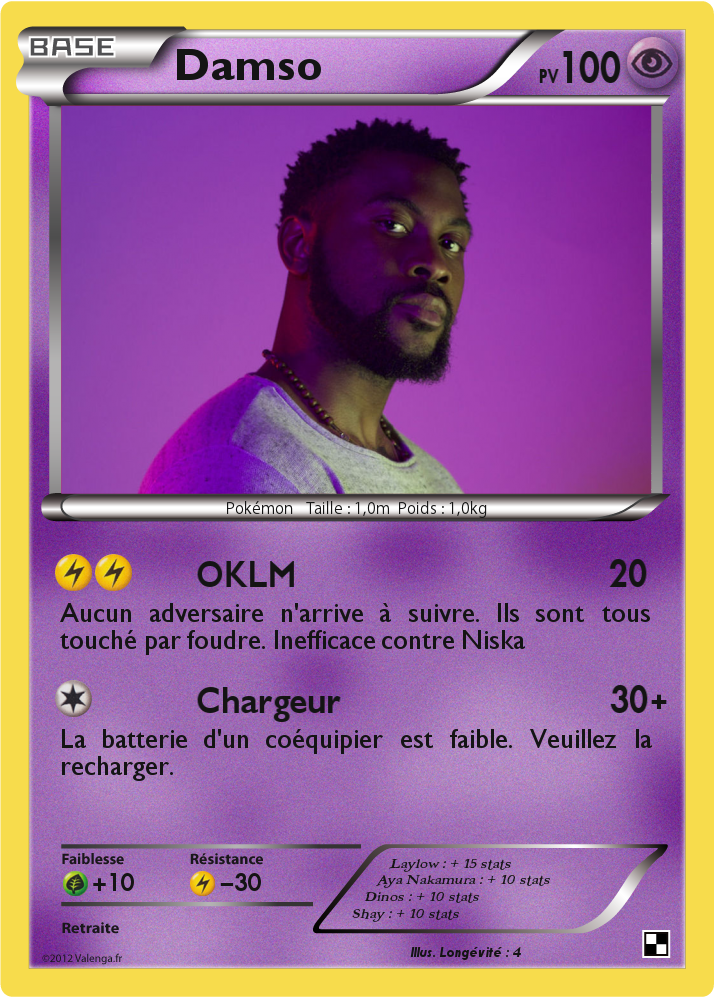 BASE
Damso
PV 100
Pokémon Taille : 1,0m Poids : 1,0kg
OKLM 20
Aucun adversaire n'arrive à suivre. Ils sont tous
touché par foudre. Inefficace contre Niska
Chargeur 30+
La batterie d'un coéquipier est faible. Veuillez la
recharger.
Faiblesse Résistance
+10 –30
Laylow : + 15 stats
Aya Nakamura : + 10 stats
Dinos : + 10 stats
Shay : + 10 stats
Retraite
Illus. Longévité : 4
©2012 Valenga.fr